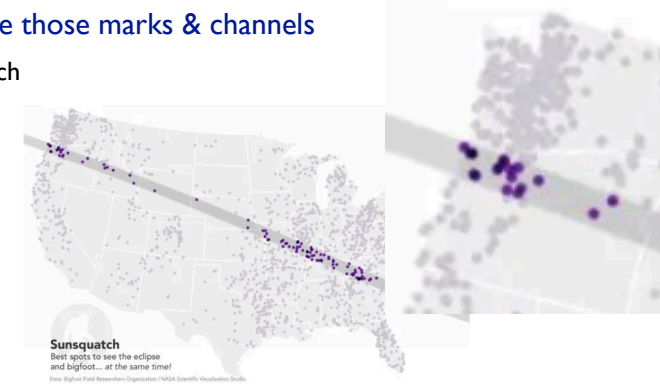 e those marks & channels
ch
Sunsquatch
Best spots to see the eclipse
and bigfoot... at the same time!
Data: Bigfoot Field Researchers Organization | NASA Scientific Visualization Studio